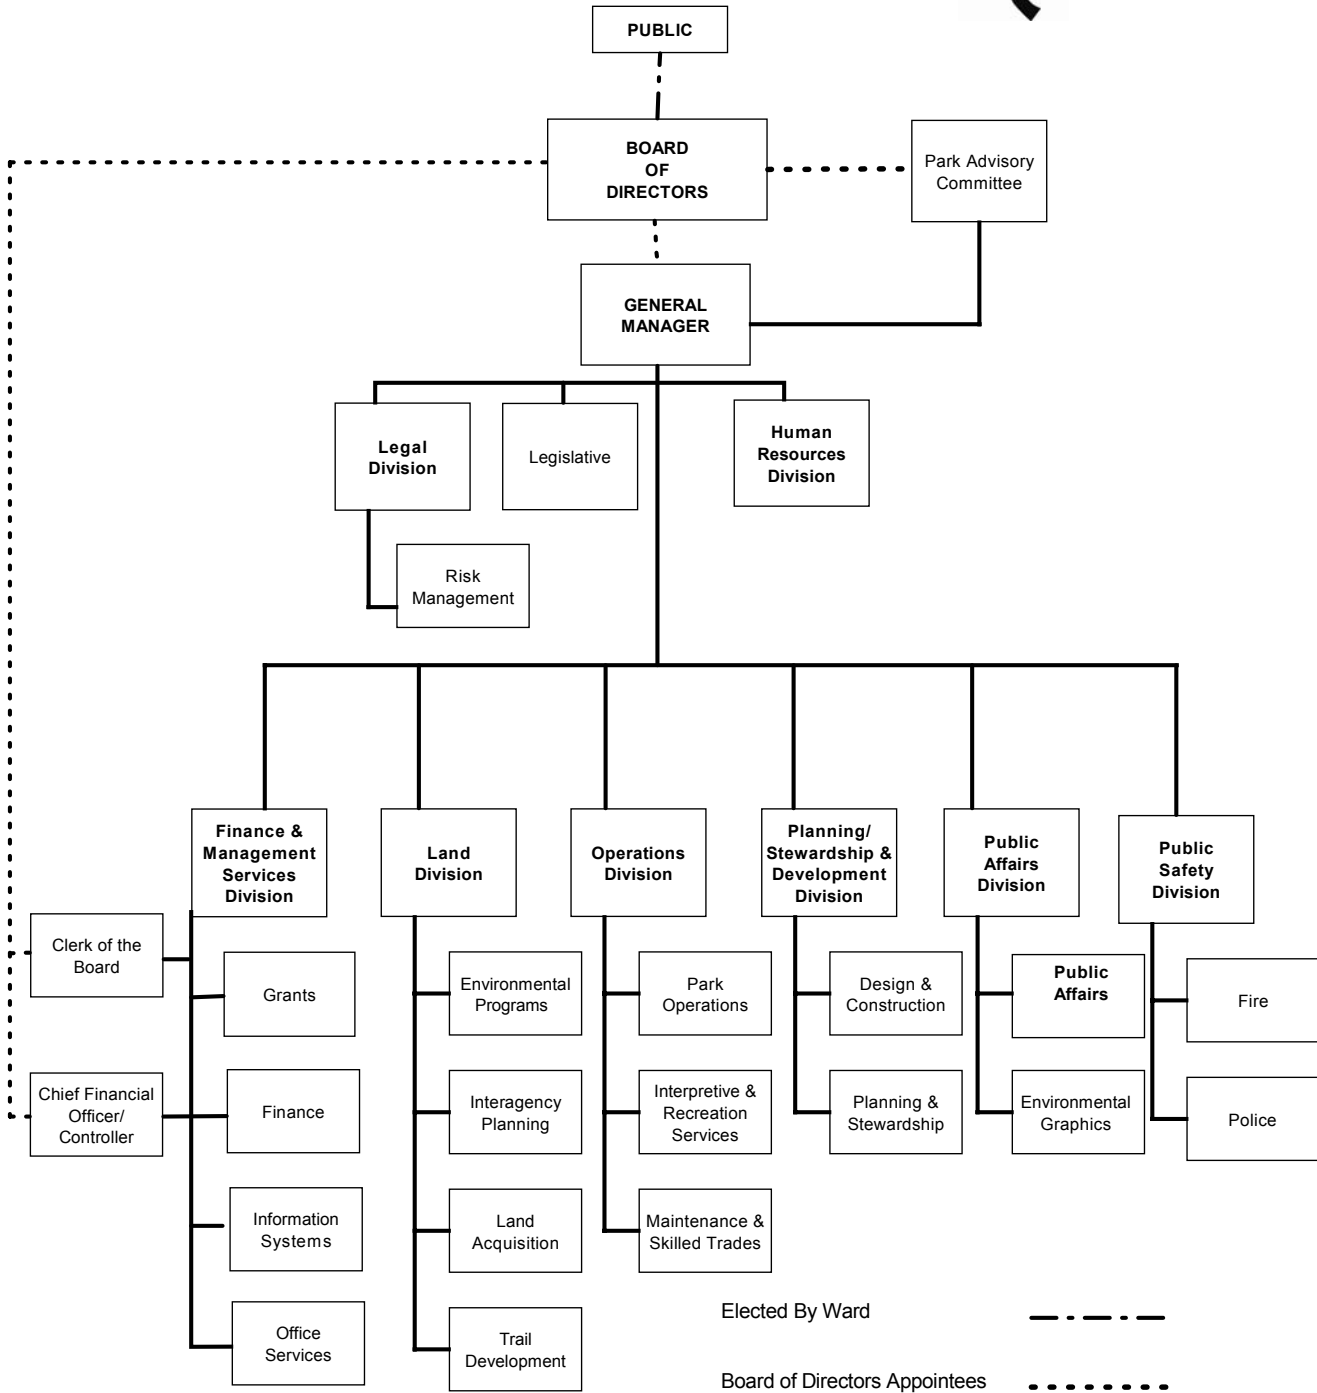 PUBLIC
BOARD
OF
DIRECTORS
Park Advisory
Committee
GENERAL
MANAGER
Legal
Division
Legislative
Human
Resources
Division
Risk
Management
Finance &
Management
Services
Division
Land
Division
Operations
Division
Planning/
Stewardship &
Development
Division
Public
Affairs
Division
Public
Safety
Division
Clerk of the
Board
Grants
Environmental
Programs
Park
Operations
Design &
Construction
Public
Affairs
Fire
Chief Financial
Officer/
Controller
Finance
Interagency
Planning
Interpretive &
Recreation
Services
Planning &
Stewardship
Environmental
Graphics
Police
Information
Systems
Land
Acquisition
Maintenance &
Skilled Trades
Office
Services
Trail
Development
Elected By Ward
Board of Directors Appointees